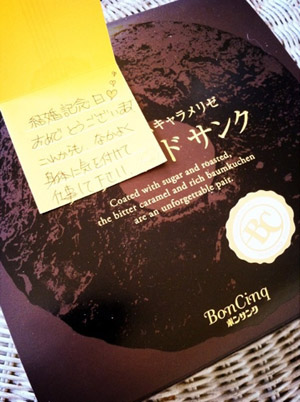 結婚記念日♡
おめでとうございます
これからも なかよく
身体に気を付けて
仕事して下さい!!
キャラメリゼ
ド サンク
Coared with sugar and roasted,
the bitter caramel and rich baumkuchen
are an unforgettable pair.
BC
BonCinq
ボンサンク